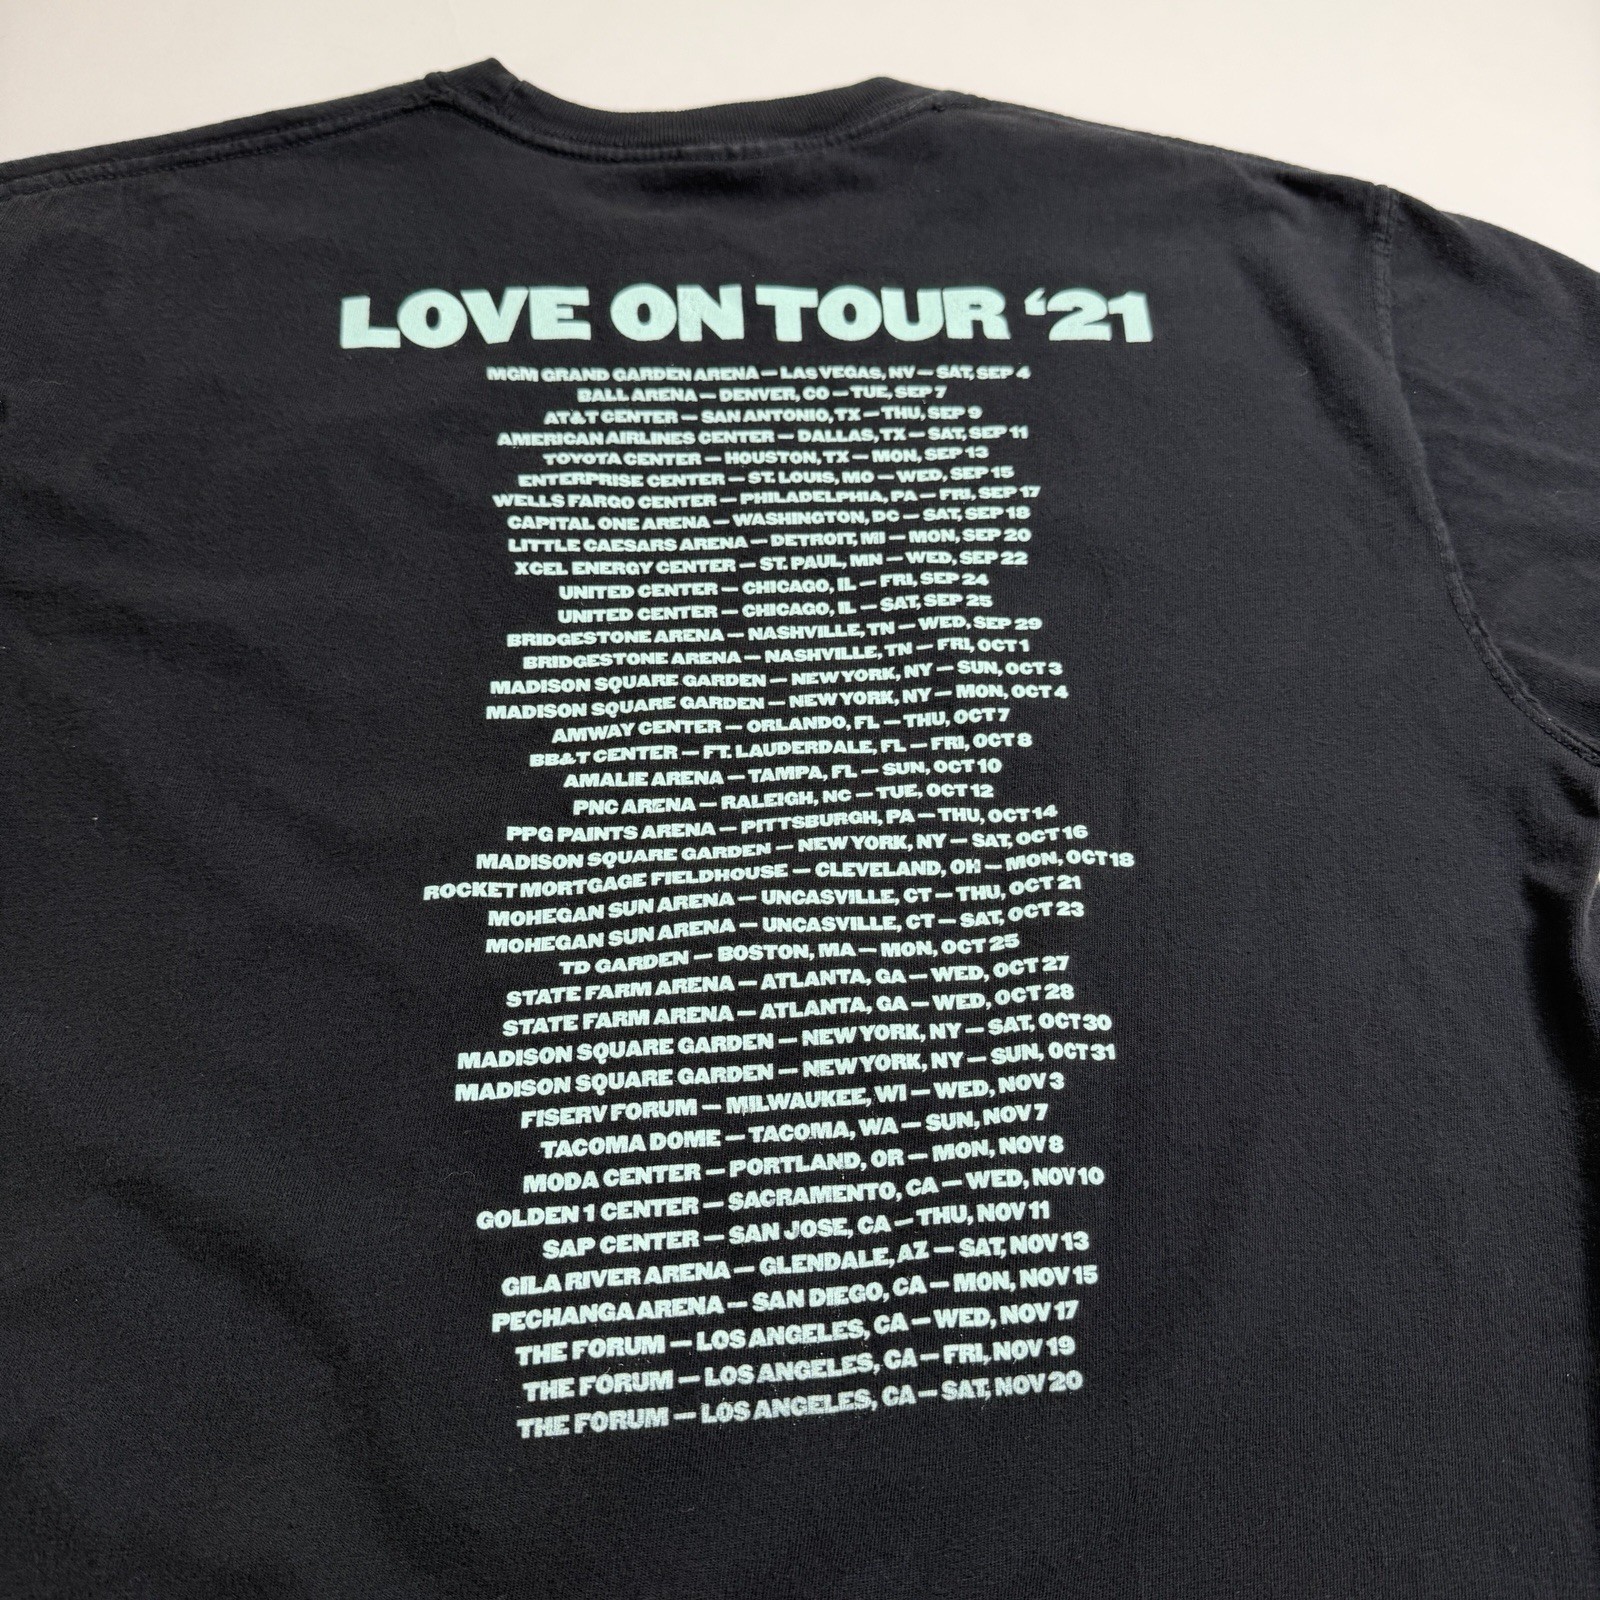 LOVE ON TOUR ‘21
MGM GRAND GARDEN ARENA – LAS VEGAS, NV – SAT, SEP 4
BALL ARENA – DENVER, CO – TUE, SEP 7
AT&T CENTER – SAN ANTONIO, TX – THU, SEP 9
AMERICAN AIRLINES CENTER – DALLAS, TX – SAT, SEP 11
TOYOTA CENTER – HOUSTON, TX – MON, SEP 13
ENTERPRISE CENTER – ST. LOUIS, MO – WED, SEP 15
WELLS FARGO CENTER – PHILADELPHIA, PA – FRI, SEP 17
CAPITAL ONE ARENA – WASHINGTON, DC – SAT, SEP 18
LITTLE CAESARS ARENA – DETROIT, MI – MON, SEP 20
XCEL ENERGY CENTER – ST. PAUL, MN – WED, SEP 22
UNITED CENTER – CHICAGO, IL – FRI, SEP 24
UNITED CENTER – CHICAGO, IL – SAT, SEP 25
BRIDGESTONE ARENA – NASHVILLE, TN – WED, SEP 29
BRIDGESTONE ARENA – NASHVILLE, TN – FRI, OCT 1
MADISON SQUARE GARDEN – NEW YORK, NY – SUN, OCT 3
MADISON SQUARE GARDEN – NEW YORK, NY – MON, OCT 4
AMWAY CENTER – ORLANDO, FL – THU, OCT 7
BB&T CENTER – FT. LAUDERDALE, FL – FRI, OCT 8
AMALIE ARENA – TAMPA, FL – SUN, OCT 10
PNC ARENA – RALEIGH, NC – TUE, OCT 12
PPG PAINTS ARENA – PITTSBURGH, PA – THU, OCT 14
MADISON SQUARE GARDEN – NEW YORK, NY – SAT, OCT 16
ROCKET MORTGAGE FIELDHOUSE – CLEVELAND, OH – MON, OCT 18
MOHEGAN SUN ARENA – UNCASVILLE, CT – THU, OCT 21
MOHEGAN SUN ARENA – UNCASVILLE, CT – SAT, OCT 23
TD GARDEN – BOSTON, MA – MON, OCT 25
STATE FARM ARENA – ATLANTA, GA – WED, OCT 27
STATE FARM ARENA – ATLANTA, GA – WED, OCT 28
MADISON SQUARE GARDEN – NEW YORK, NY – SAT, OCT 30
MADISON SQUARE GARDEN – NEW YORK, NY – SUN, OCT 31
FISERV FORUM – MILWAUKEE, WI – WED, NOV 3
TACOMA DOME – TACOMA, WA – SUN, NOV 7
MODA CENTER – PORTLAND, OR – MON, NOV 8
GOLDEN 1 CENTER – SACRAMENTO, CA – WED, NOV 10
SAP CENTER – SAN JOSE, CA – THU, NOV 11
GILA RIVER ARENA – GLENDALE, AZ – SAT, NOV 13
PECHANGA ARENA – SAN DIEGO, CA – MON, NOV 15
THE FORUM – LOS ANGELES, CA – WED, NOV 17
THE FORUM – LOS ANGELES, CA – FRI, NOV 19
THE FORUM – LOS ANGELES, CA – SAT, NOV 20